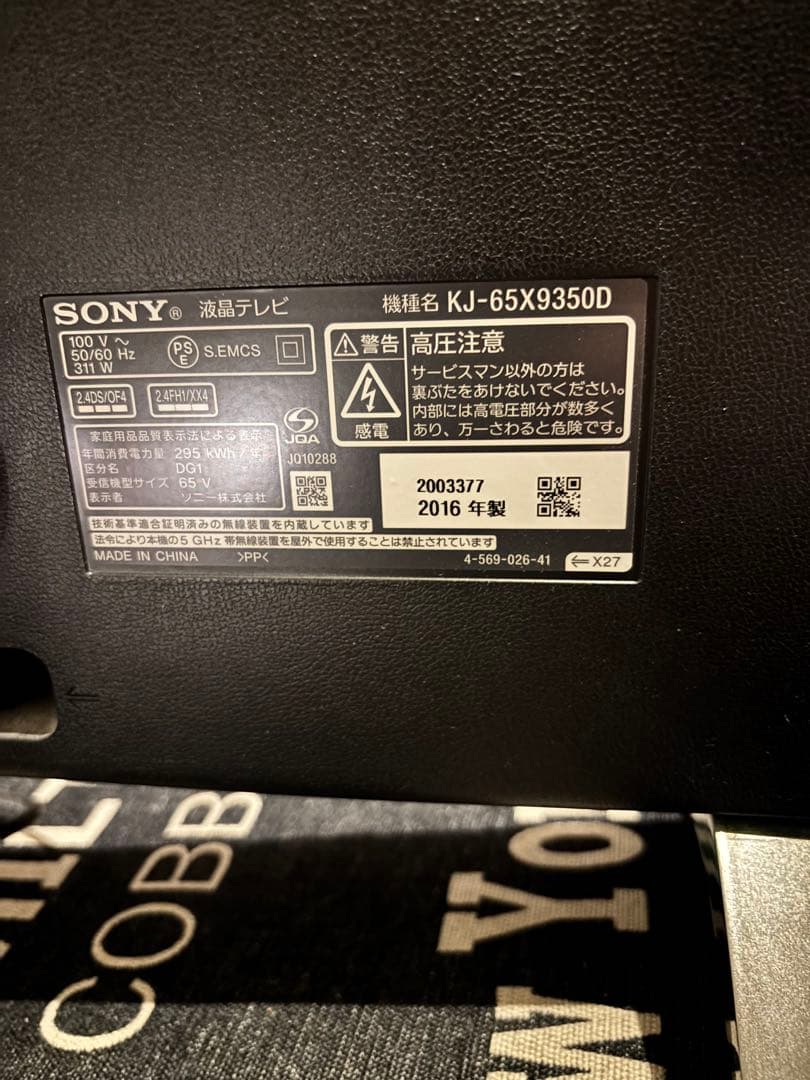 SONY® 液晶テレビ 機種名 KJ-65X9350D
100 V ～
50/60 Hz
311 W
PS
E
S.EMCS
2.4DS/OF4
2.4FH1/XX4
家庭用品品質表示法による表示
年間消費電力量 295 kWh/年
区分名 DG1
受信機型サイズ 65 V
表示者 ソニー株式会社
JQA
JQ10288
⚠警告 高圧注意
感電
サービスマン以外の方は
裏ぶたをあけないでください。
内部には高電圧部分が数多く
あり、万一さわると危険です。
2003377
2016 年製
技術基準適合証明済みの無線装置を内蔵しています
法令により本機の5 GHz 帯無線装置を屋外で使用することは禁止されています
MADE IN CHINA >PP< 4-569-026-41 ⇐X27
COBB
W YO